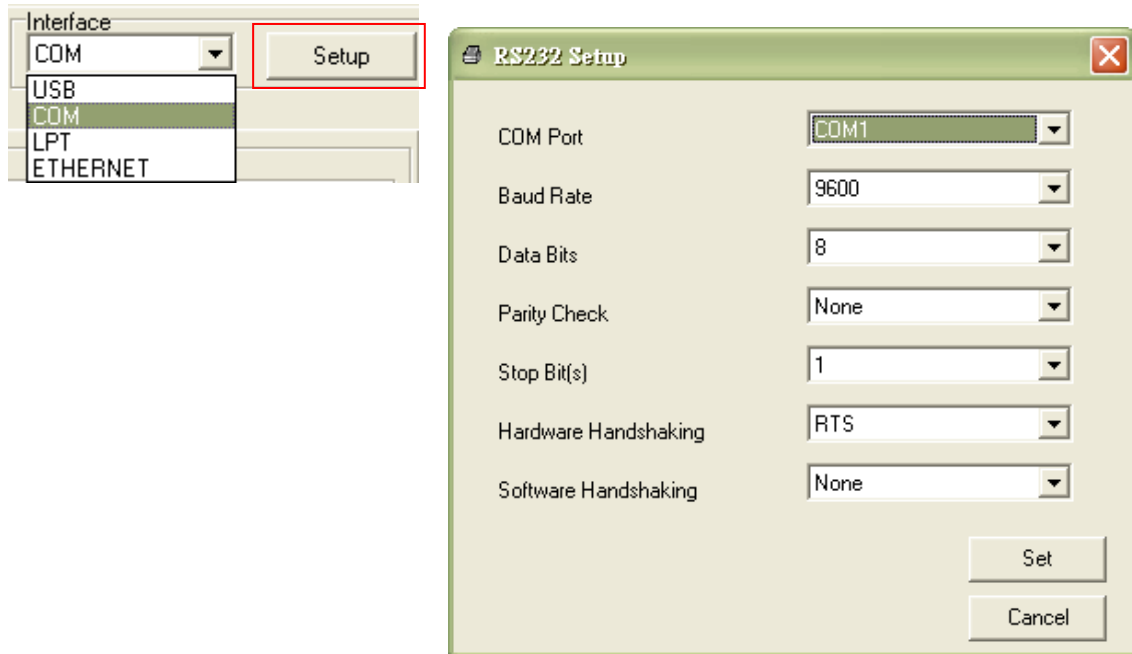 Interface
COM
Setup
USB
COM
LPT
ETHERNET
RS232 Setup
COM Port
COM1
Baud Rate
9600
Data Bits
8
Parity Check
None
Stop Bit(s)
1
Hardware Handshaking
RTS
Software Handshaking
None
Set
Cancel